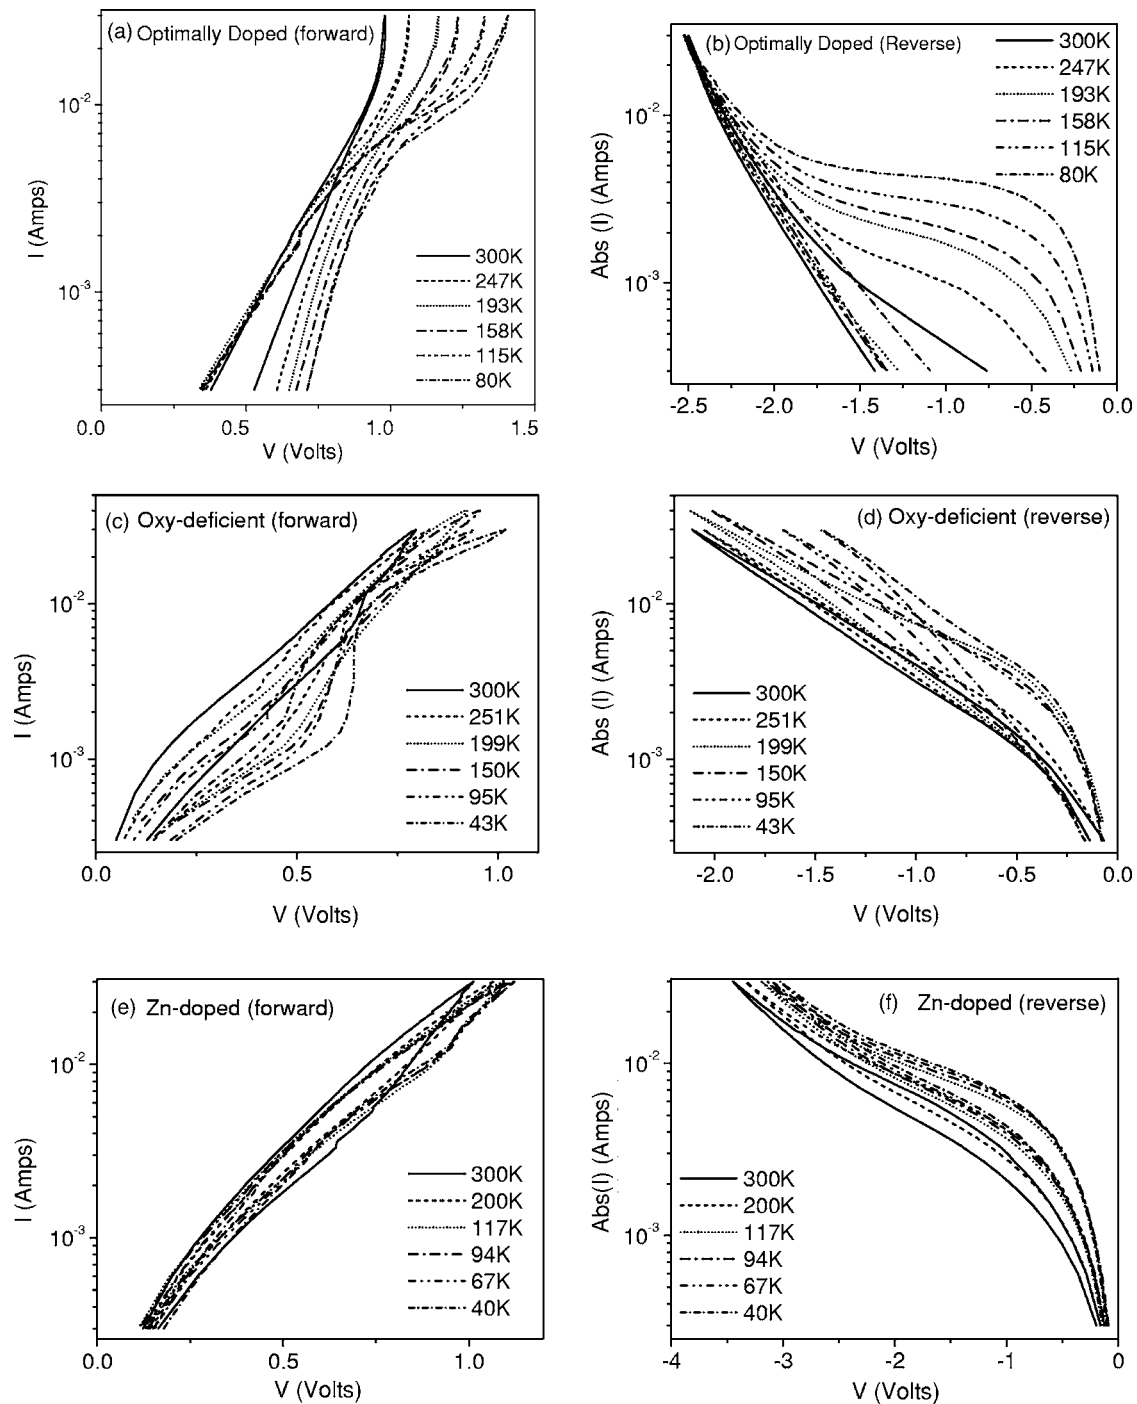 (a) Optimally Doped (forward)
I (Amps)
10-2
10-3
300K
247K
193K
158K
115K
80K
0.0 0.5 1.0 1.5
V (Volts)
(b) Optimally Doped (Reverse)
300K
247K
193K
158K
115K
80K
Abs (I) (Amps)
10-2
10-3
-2.5 -2.0 -1.5 -1.0 -0.5 0.0
V (Volts)
(c) Oxy-deficient (forward)
I (Amps)
10-2
10-3
300K
251K
199K
150K
95K
43K
0.0 0.5 1.0
V (Volts)
(d) Oxy-deficient (reverse)
Abs (I) (Amps)
10-2
10-3
300K
251K
199K
150K
95K
43K
-2.0 -1.5 -1.0 -0.5 0.0
V (Volts)
(e) Zn-doped (forward)
I (Amps)
10-2
10-3
300K
200K
117K
94K
67K
40K
0.0 0.5 1.0
V (Volts)
(f) Zn-doped (reverse)
Abs(I) (Amps)
10-2
10-3
300K
200K
117K
94K
67K
40K
-4 -3 -2 -1 0
V (Volts)